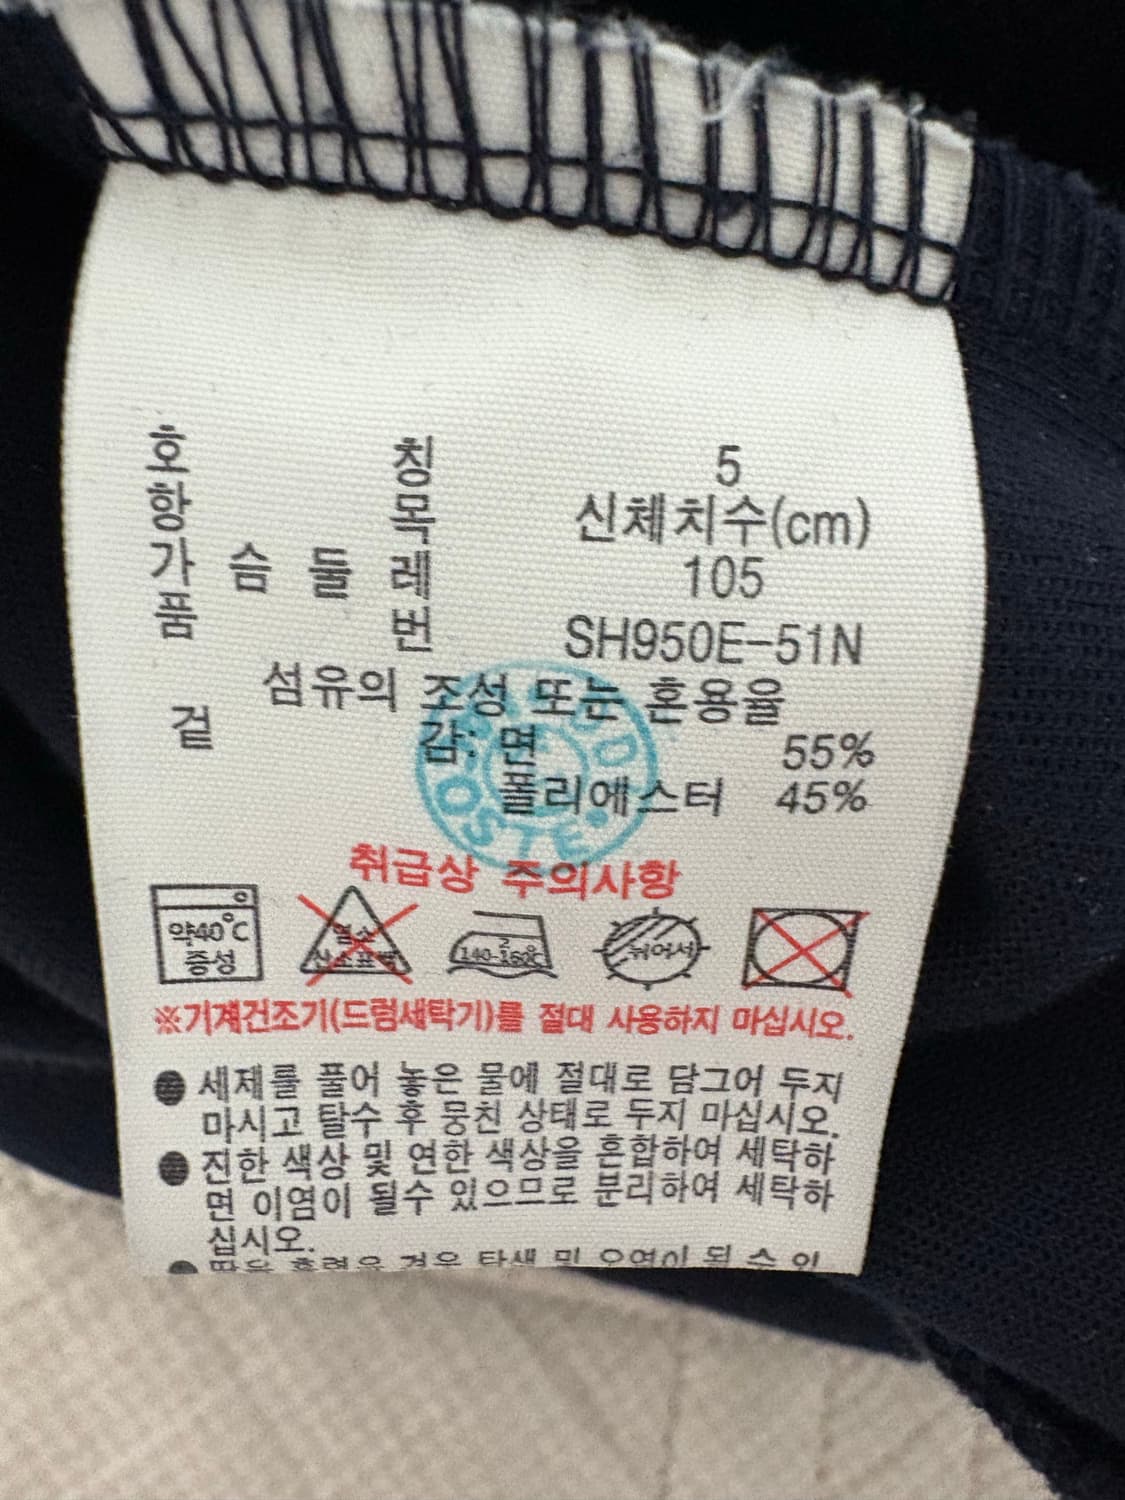 호 칭 5
항 목 신체치수(cm)
가 슴 둘 레 105
품 번 SH950E-51N
섬유의 조성 또는 혼용율
겉 감: 면 55%
폴리에스터 45%
취급상 주의사항
약40℃
중성
염소
산소표백
2
140-160℃
뉘어서
※기계건조기(드럼세탁기)를 절대 사용하지 마십시오.
● 세제를 풀어 놓은 물에 절대로 담그어 두지
마시고 탈수 후 뭉친 상태로 두지 마십시오.
● 진한 색상 및 연한 색상을 혼합하여 세탁하
면 이염이 될수 있으므로 분리하여 세탁하
십시오.